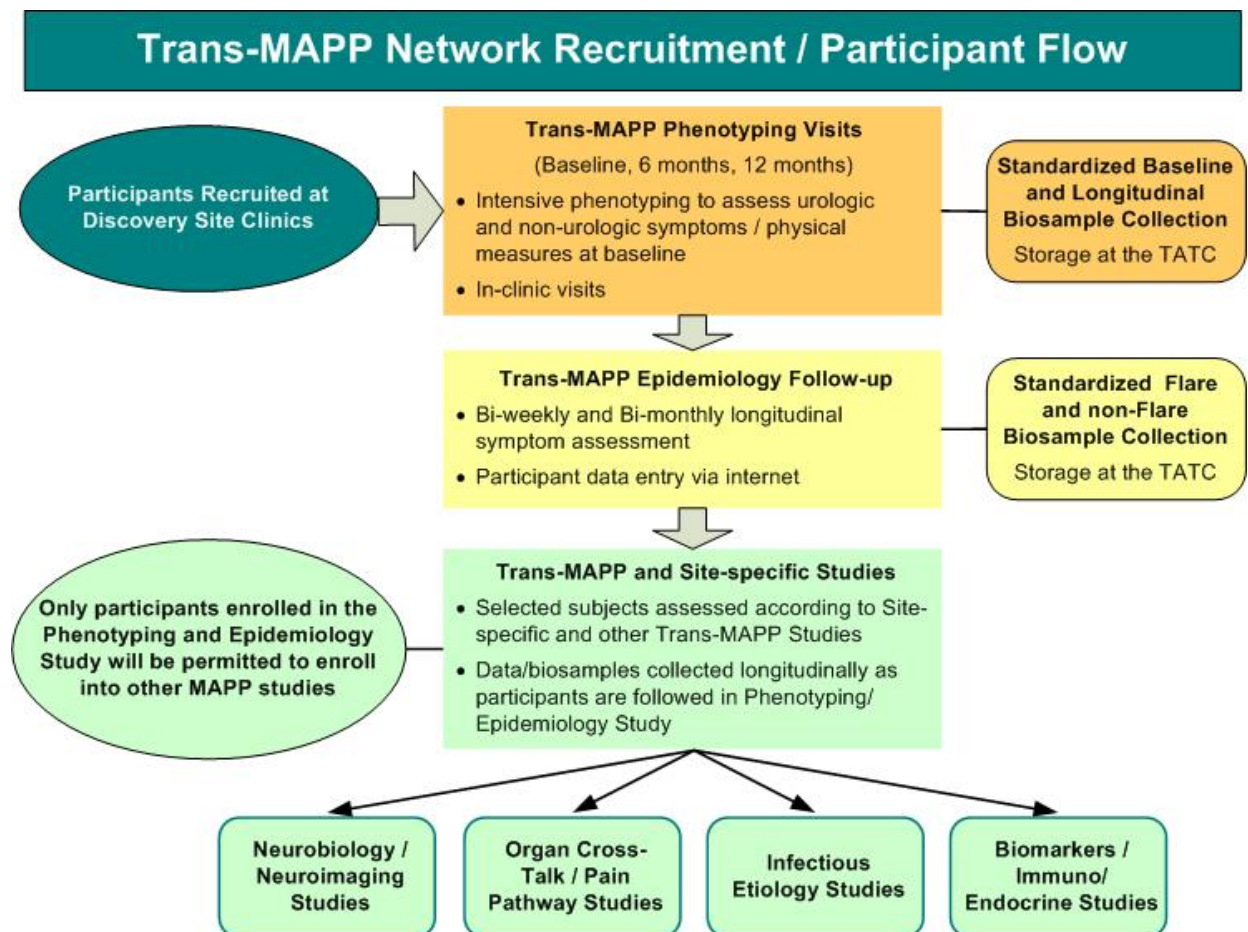 Trans-MAPP Network Recruitment / Participant Flow
Participants Recruited at
Discovery Site Clinics
Trans-MAPP Phenotyping Visits
(Baseline, 6 months, 12 months)
• Intensive phenotyping to assess urologic
and non-urologic symptoms / physical
measures at baseline
• In-clinic visits
Standardized Baseline
and Longitudinal
Biosample Collection
Storage at the TATC
Trans-MAPP Epidemiology Follow-up
• Bi-weekly and Bi-monthly longitudinal
symptom assessment
• Participant data entry via internet
Standardized Flare
and non-Flare
Biosample Collection
Storage at the TATC
Only participants enrolled in the
Phenotyping and Epidemiology
Study will be permitted to enroll
into other MAPP studies
Trans-MAPP and Site-specific Studies
• Selected subjects assessed according to Site-
specific and other Trans-MAPP Studies
• Data/biosamples collected longitudinally as
participants are followed in Phenotyping/
Epidemiology Study
Neurobiology /
Neuroimaging
Studies
Organ Cross-
Talk / Pain
Pathway Studies
Infectious
Etiology Studies
Biomarkers /
Immuno/
Endocrine Studies